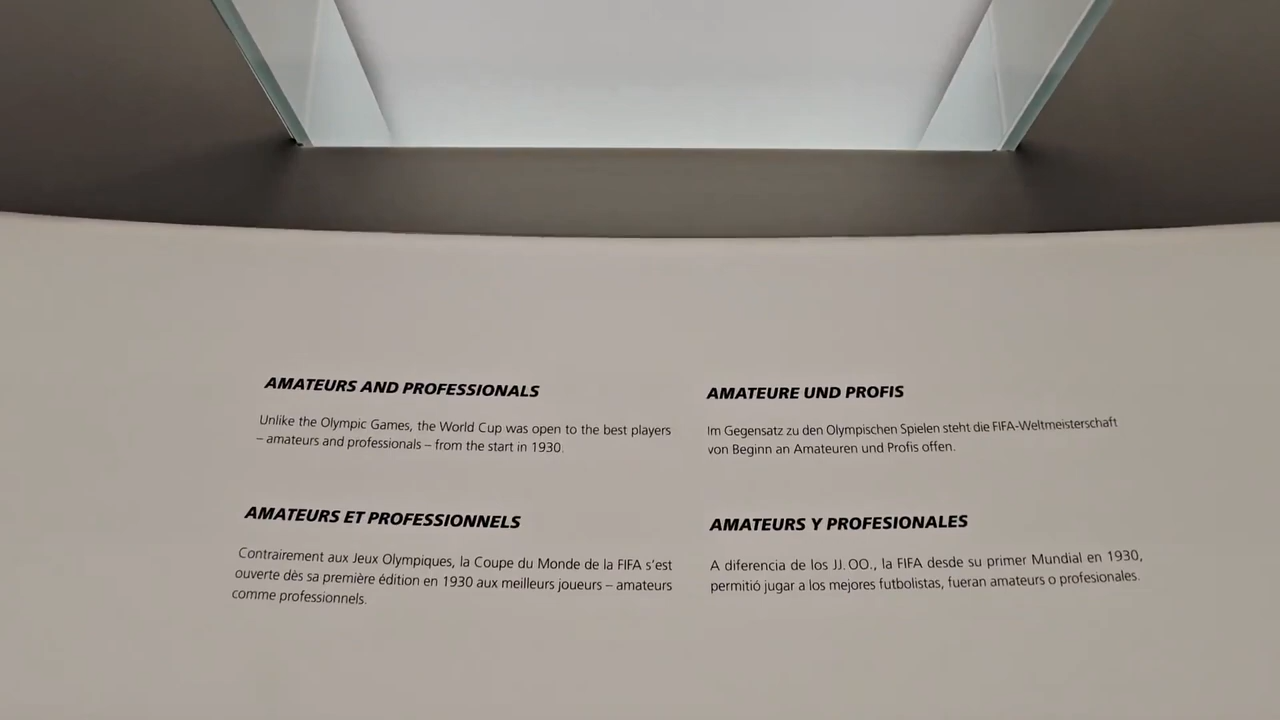 AMATEURS AND PROFESSIONALS
Unlike the Olympic Games, the World Cup was open to the best players
– amateurs and professionals – from the start in 1930.
AMATEURE UND PROFIS
Im Gegensatz zu den Olympischen Spielen steht die FIFA-Weltmeisterschaft
von Beginn an Amateuren und Profis offen.
AMATEURS ET PROFESSIONNELS
Contrairement aux Jeux Olympiques, la Coupe du Monde de la FIFA s'est
ouverte dès sa première édition en 1930 aux meilleurs joueurs – amateurs
comme professionnels.
AMATEURS Y PROFESIONALES
A diferencia de los JJ. OO., la FIFA desde su primer Mundial en 1930,
permitió jugar a los mejores futbolistas, fueran amateurs o profesionales.